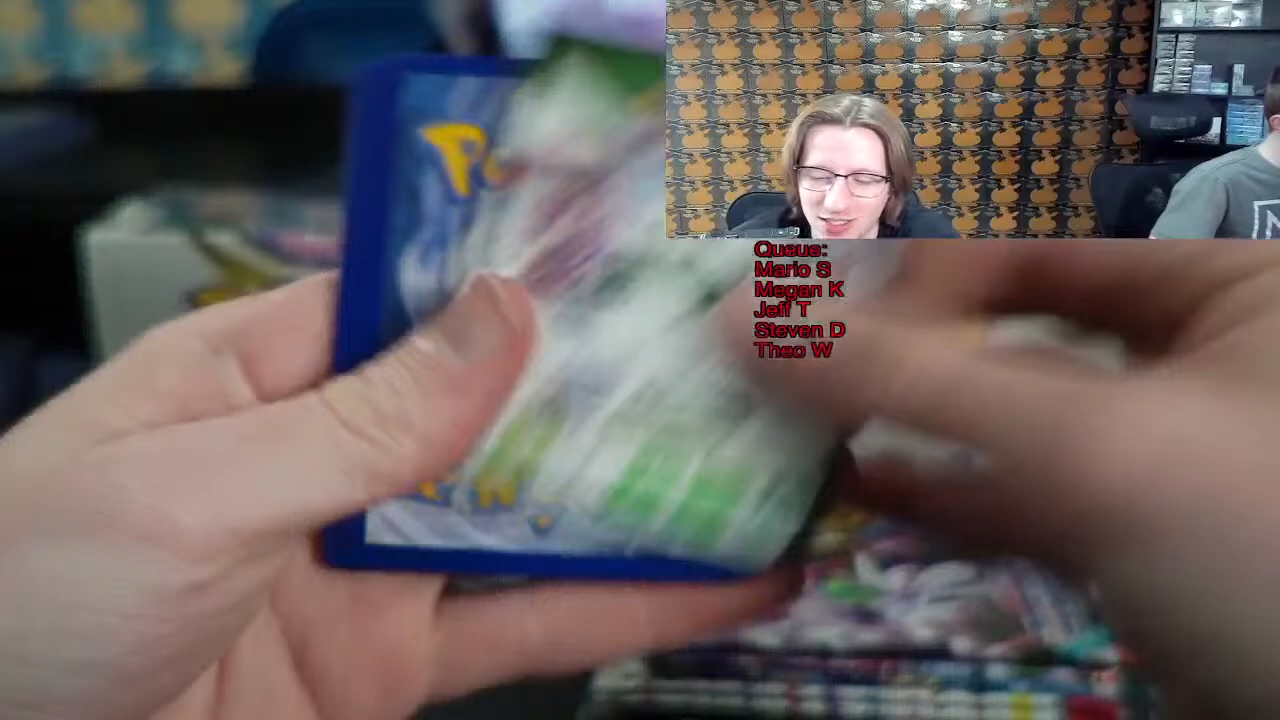 Queue:
Mario S
Megan K
Jeff T
Steven D
Theo W